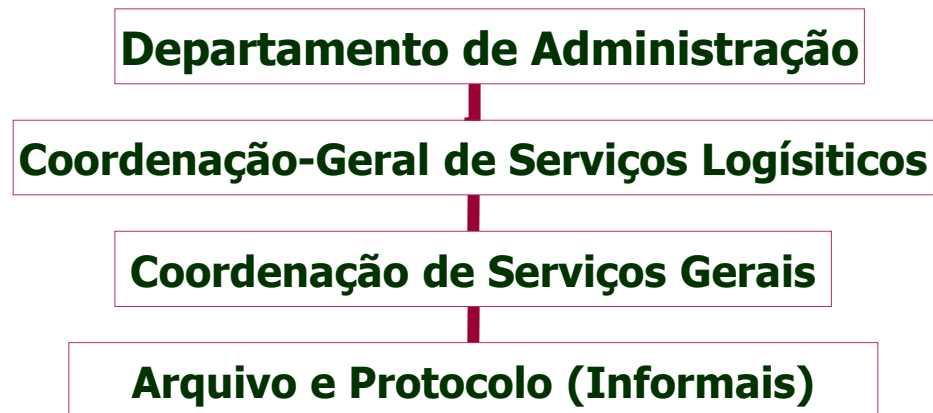 Departamento de Administração
Coordenação-Geral de Serviços Logísiticos
Coordenação de Serviços Gerais
Arquivo e Protocolo (Informais)